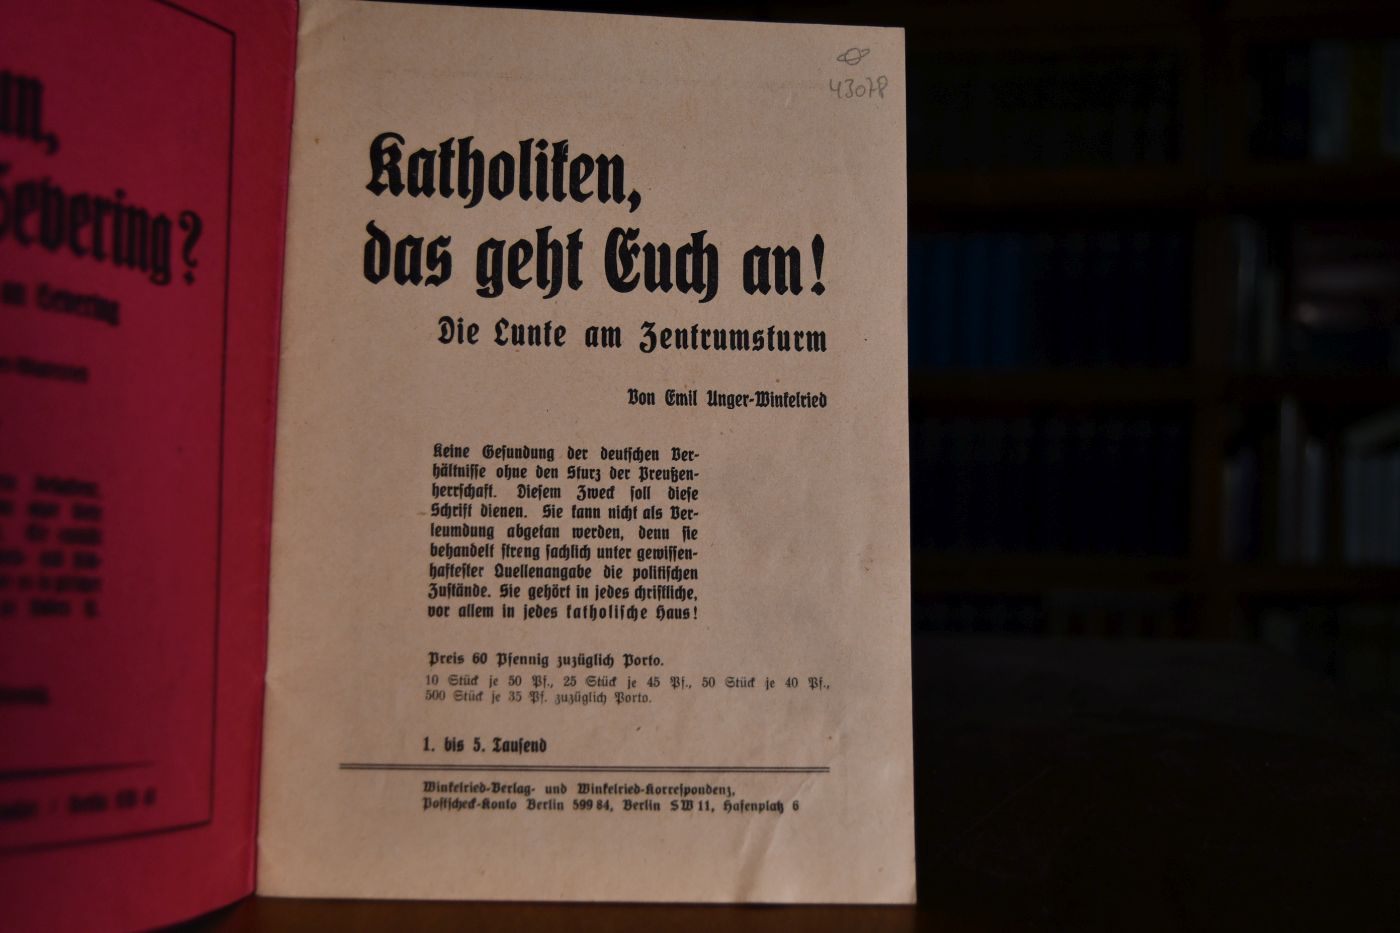 m,
Severing?
an Severing
43078
Katholiken,
das geht Euch an!
Die Lunte am Zentrumsturm
Von Emil Unger-Winkelried
Keine Gesundung der deutschen Ver-
hältnisse ohne den Sturz der Preußen-
herrschaft. Diesem Zweck soll diese
Schrift dienen. Sie kann nicht als Ver-
leumdung abgetan werden, denn sie
behandelt streng sachlich unter gewissen-
haftester Quellenangabe die politischen
Zustände. Sie gehört in jedes christliche,
vor allem in jedes katholische Haus!
Preis 60 Pfennig zuzüglich Porto.
10 Stück je 50 Pf., 25 Stück je 45 Pf., 50 Stück je 40 Pf.,
500 Stück je 35 Pf. zuzüglich Porto.
1. bis 5. Tausend
Winkelried-Verlag- und Winkelried-Korrespondenz,
Postscheck-Konto Berlin 599 84, Berlin SW 11, Hafenplatz 6